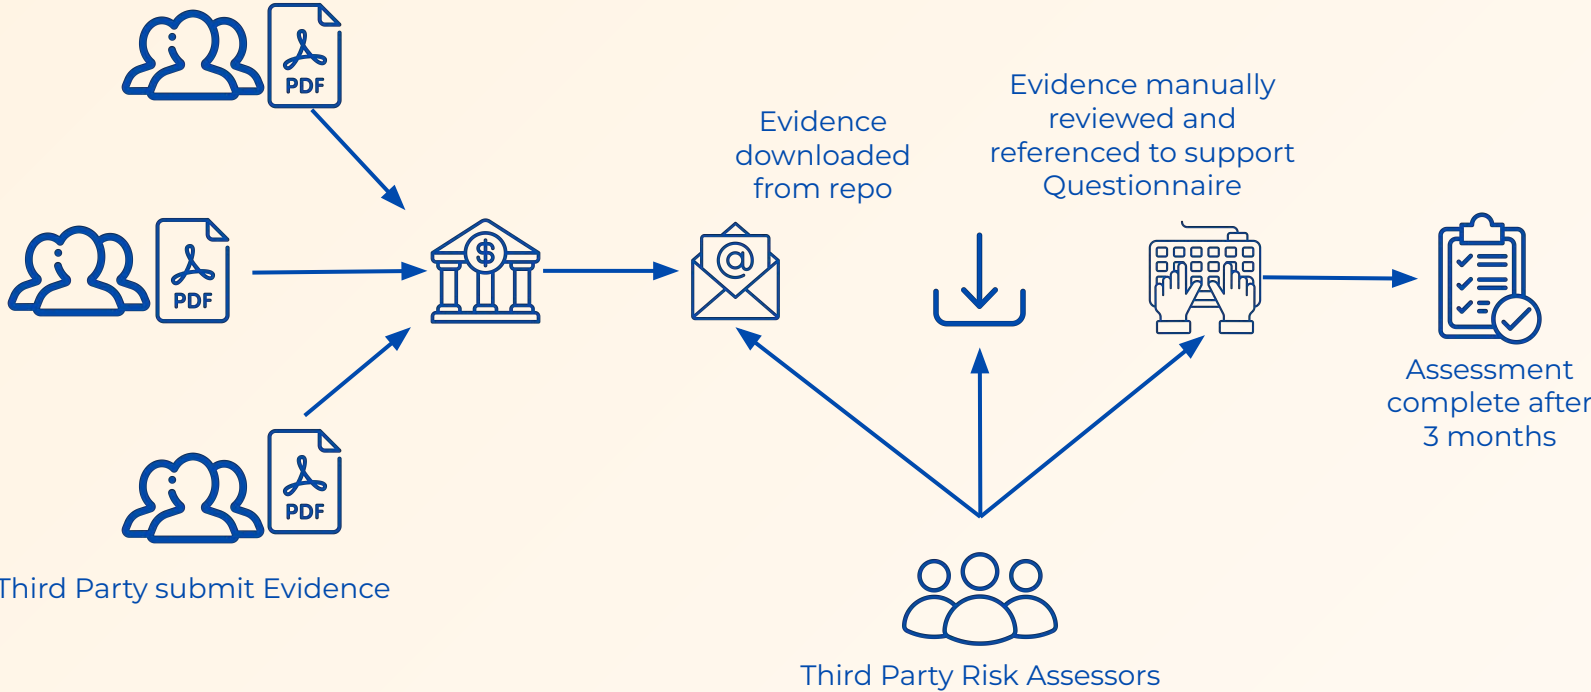 PDF
Evidence
downloaded
from repo
Evidence manually
reviewed and
referenced to support
Questionnaire
$
@
PDF
Assessment
complete after
3 months
PDF
Third Party submit Evidence
Third Party Risk Assessors